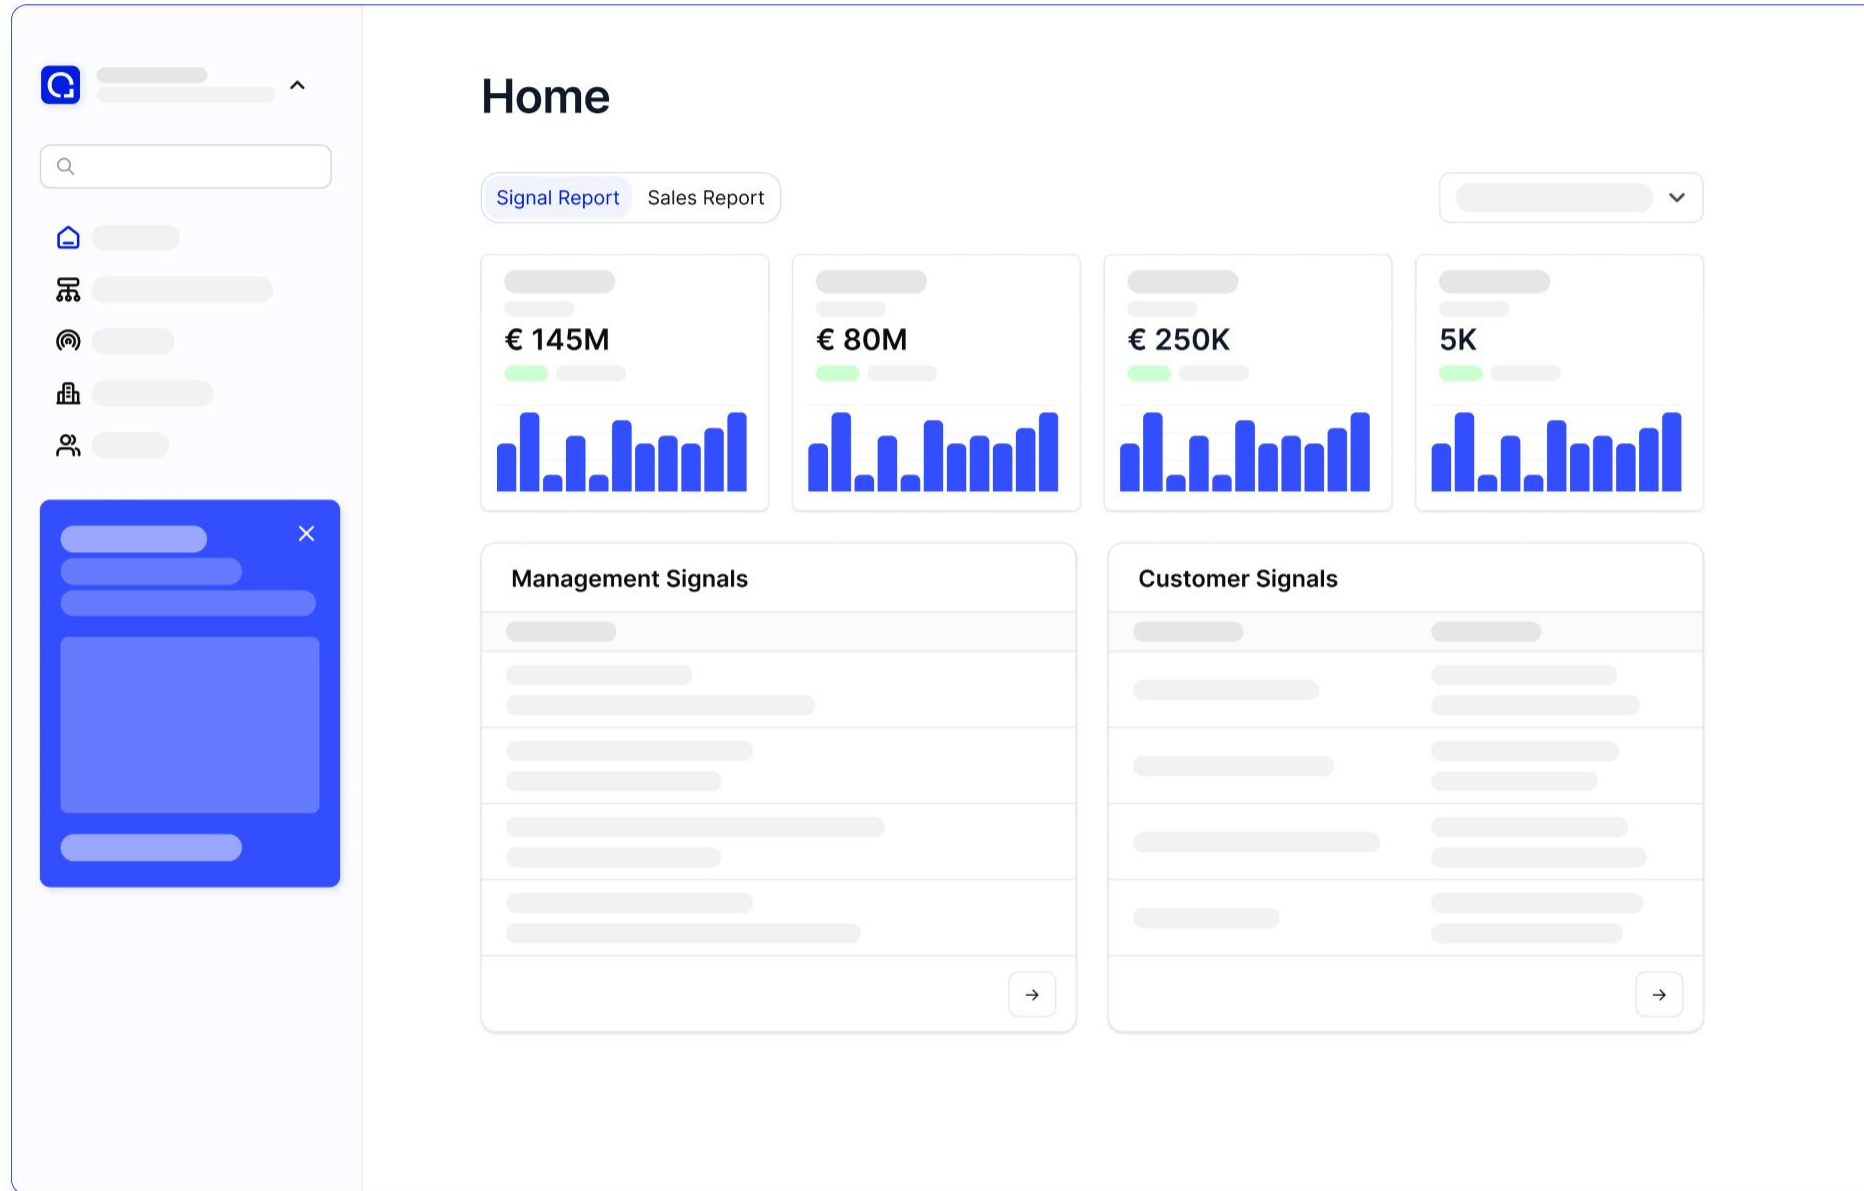 Home
Signal Report
Sales Report
€ 145M
€ 80M
€ 250K
5K
Management Signals
Customer Signals